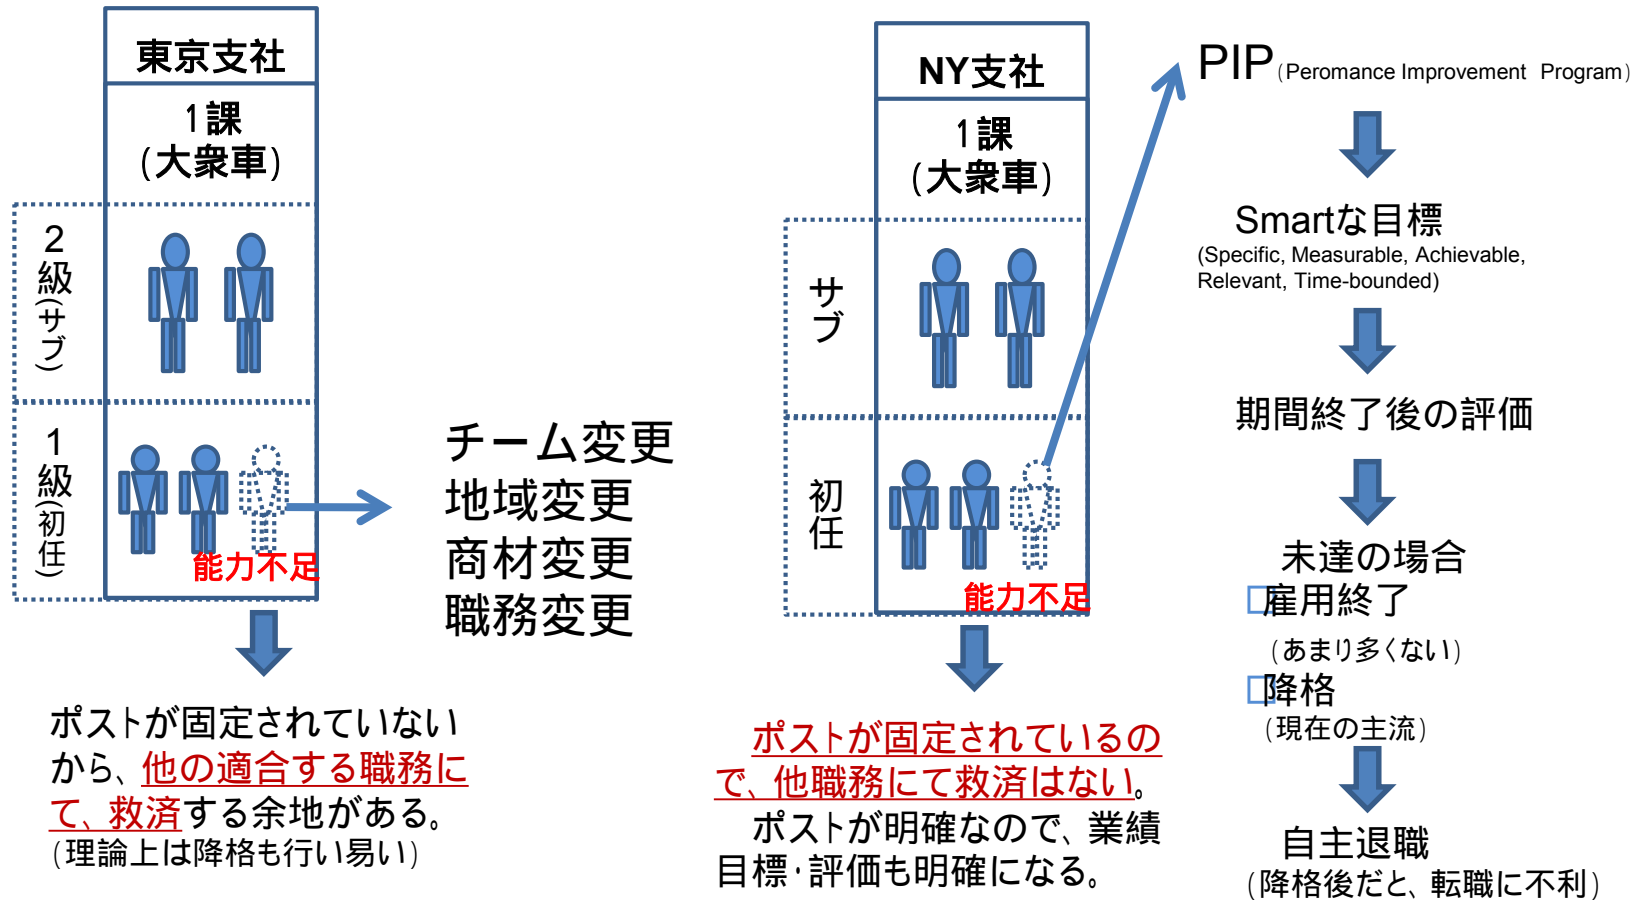 東京支社
1課
(大衆車)
2級(サブ)
1級(初任)
能力不足
チーム変更
地域変更
商材変更
職務変更
ポストが固定されていない
から、他の適合する職務に
て、救済する余地がある。
(理論上は降格も行い易い)
NY支社
1課
(大衆車)
サブ
初任
能力不足
ポストが固定されているの
で、他職務にて救済はない。
ポストが明確なので、業績
目標・評価も明確になる。
PIP(Peromance Improvement Program)
Smartな目標
(Specific, Measurable, Achievable,
Relevant, Time-bounded)
期間終了後の評価
未達の場合
□雇用終了
(あまり多くない)
□降格
(現在の主流)
自主退職
(降格後だと、転職に不利)